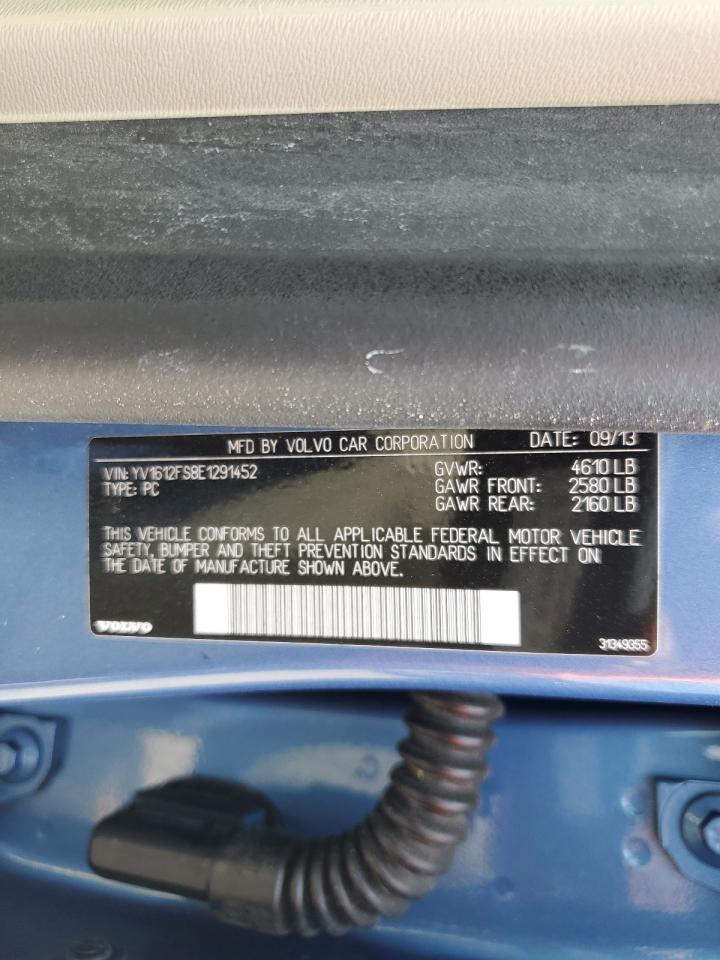 MFD BY VOLVO CAR CORPORATION DATE: 09/13
VIN: YV1612FS8E1291452 GVWR: 4610 LB
TYPE: PC GAWR FRONT: 2580 LB
GAWR REAR: 2160 LB
THIS VEHICLE CONFORMS TO ALL APPLICABLE FEDERAL MOTOR VEHICLE
SAFETY, BUMPER AND THEFT PREVENTION STANDARDS IN EFFECT ON
THE DATE OF MANUFACTURE SHOWN ABOVE.
VOLVO 31349355